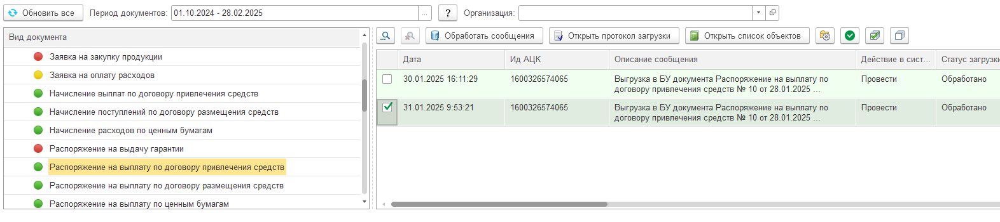 Обновить все Период документов: 01.10.2024 - 28.02.2025 ... ? Организация:
Вид документа
Заявка на закупку продукции
Заявка на оплату расходов
Начисление выплат по договору привлечения средств
Начисление поступлений по договору размещения средств
Начисление расходов по ценным бумагам
Распоряжение на выдачу гарантии
Распоряжение на выплату по договору привлечения средств
Распоряжение на выплату по договору размещения средств
Распоряжение на выплату по ценным бумагам
Обработать сообщения Открыть протокол загрузки Открыть список объектов
Дата Ид АЦК Описание сообщения Действие в сист... Статус загрузки
30.01.2025 16:11:29 1600326574065 Выгрузка в БУ документа Распоряжение на выплату по Провести Обработано
договору привлечения средств № 10 от 28.01.2025 ...
31.01.2025 9:53:21 1600326574065 Выгрузка в БУ документа Распоряжение на выплату по Провести Обработано
договору привлечения средств № 10 от 28.01.2025 ...